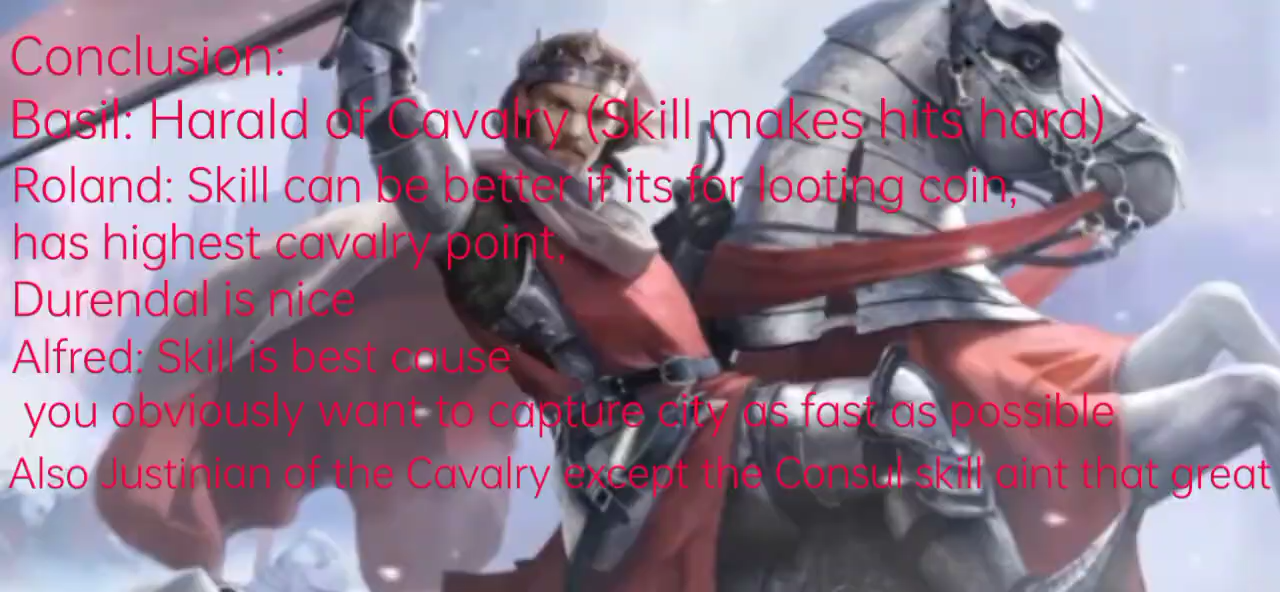 Conclusion:
Basil: Harald of Cavalry (Skill makes hits hard)
Roland: Skill can be better if its for looting coin,
has highest cavalry point,
Durendal is nice
Alfred: Skill is best cause
you obviously want to capture city as fast as possible
Also Justinian of the Cavalry except the Consul skill aint that great